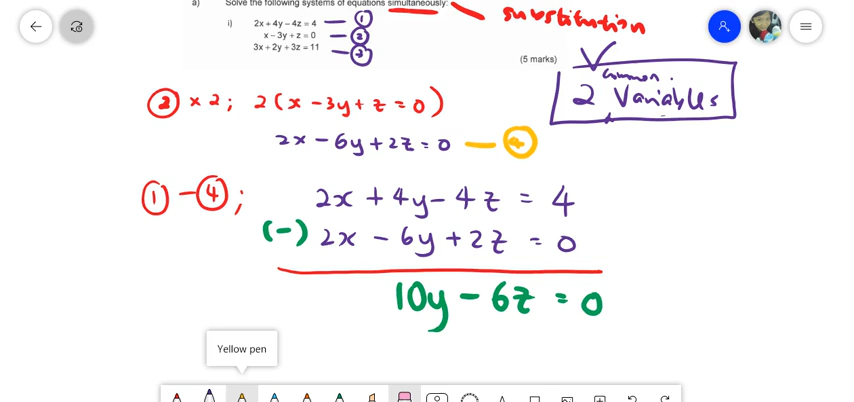 a) Solve the following systems of equations simultaneously:
substitution
i) 2x + 4y – 4z = 4 — ①
x – 3y + z = 0 — ②
3x + 2y + 3z = 11 — ③
(5 marks)
Common.
2 Variables
② × 2; 2(x – 3y + z = 0)
2x – 6y + 2z = 0 — ④
① – ④;
2x + 4y – 4z = 4
(–) 2x – 6y + 2z = 0
10y – 6z = 0
Yellow pen